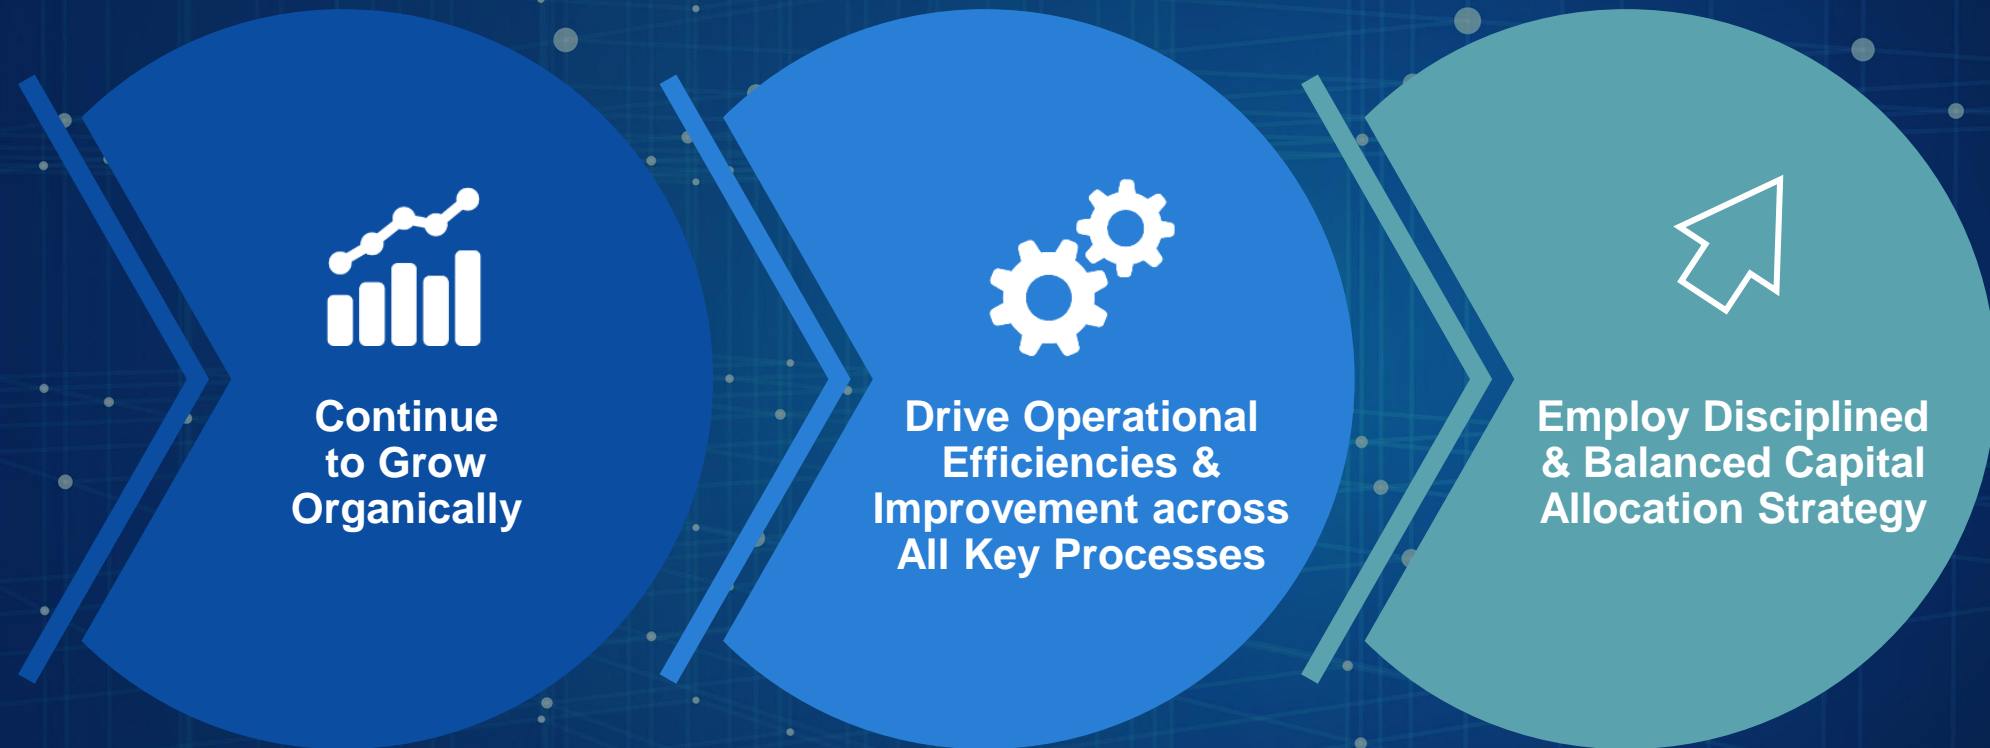 Continue
to Grow
Organically
Drive Operational
Efficiencies &
Improvement across
All Key Processes
Employ Disciplined
& Balanced Capital
Allocation Strategy